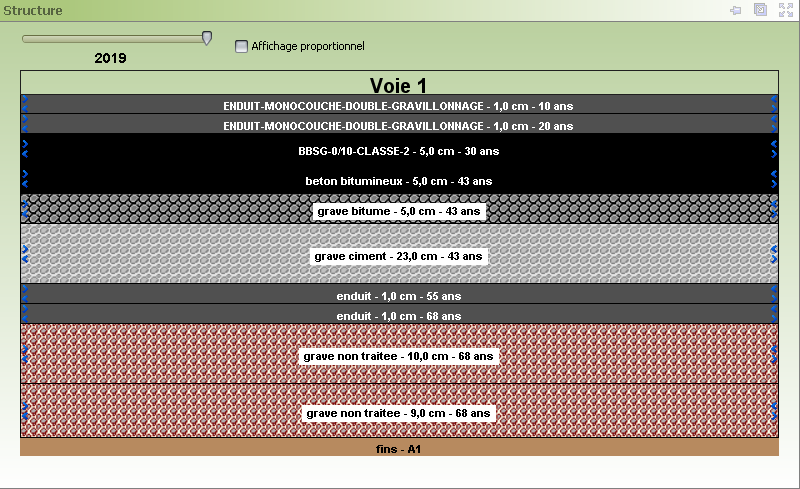 Structure
2019
Affichage proportionnel
Voie 1
ENDUIT-MONOCOUCHE-DOUBLE-GRAVILLONNAGE - 1,0 cm - 10 ans
ENDUIT-MONOCOUCHE-DOUBLE-GRAVILLONNAGE - 1,0 cm - 20 ans
BBSG-0/10-CLASSE-2 - 5,0 cm - 30 ans
beton bitumineux - 5,0 cm - 43 ans
grave bitume - 5,0 cm - 43 ans
grave ciment - 23,0 cm - 43 ans
enduit - 1,0 cm - 55 ans
enduit - 1,0 cm - 68 ans
grave non traitee - 10,0 cm - 68 ans
grave non traitee - 9,0 cm - 68 ans
fins - A1